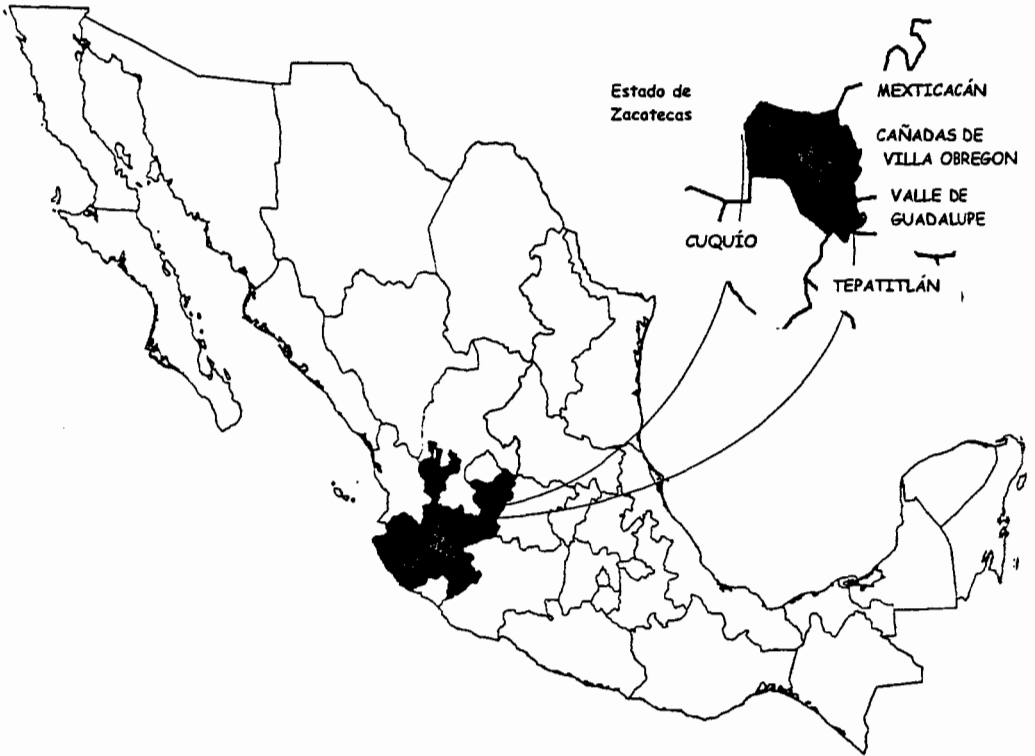 Estado de
Zacatecas
MEXTICACÁN
CAÑADAS DE
VILLA OBREGON
VALLE DE
GUADALUPE
CUQUÍO
TEPATITLÁN